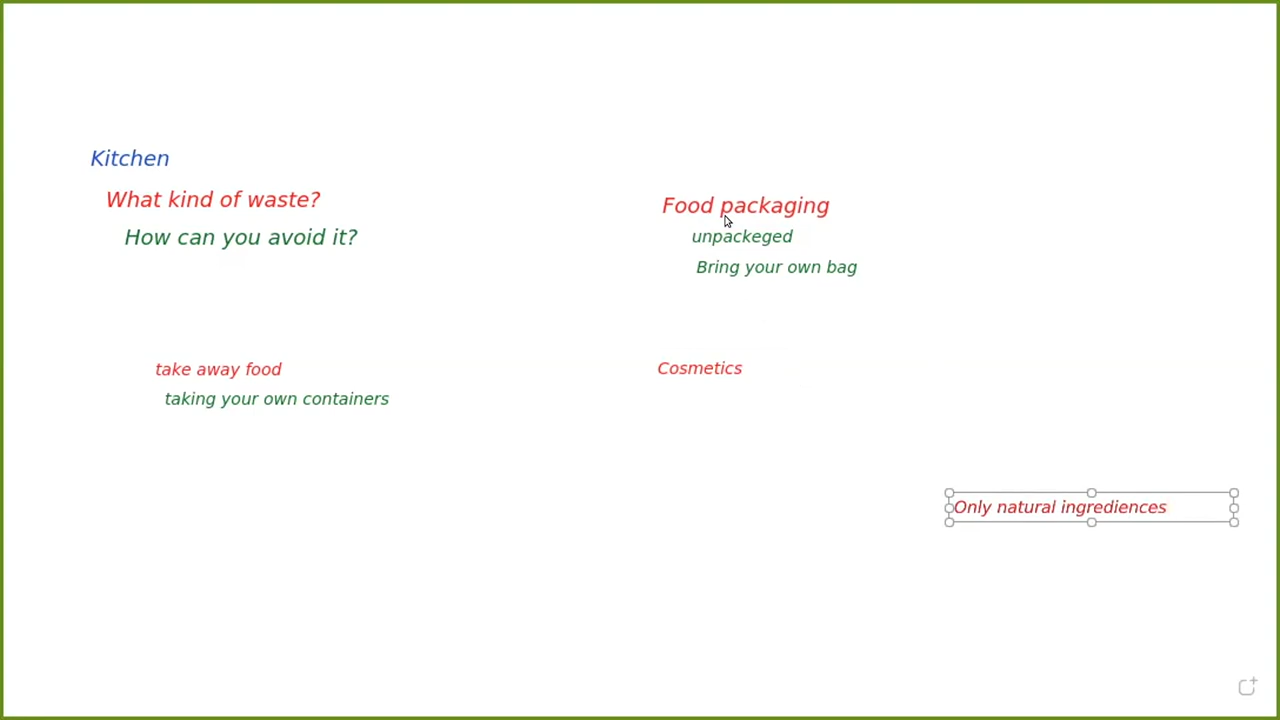 Kitchen
What kind of waste?
How can you avoid it?
Food packaging
unpackeged
Bring your own bag
take away food
taking your own containers
Cosmetics
Only natural ingrediences